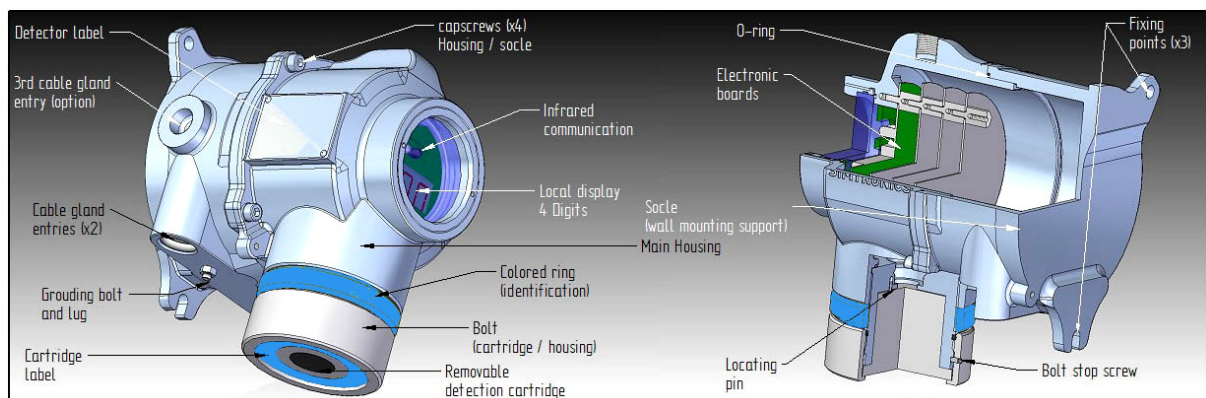 Detector label
capscrews (x4)
Housing / socle
3rd cable gland
entry (option)
Infrared
communication
Local display
4 Digits
Cable gland
entries (x2)
Main Housing
Colored ring
(identification)
Grounding bolt
and lug
Bolt
(cartridge / housing)
Cartridge
label
Removable
detection cartridge
O-ring
Fixing
points (x3)
Electronic
boards
SIMTRONICS
Socle
(wall mounting support)
Locating
pin
Bolt stop screw